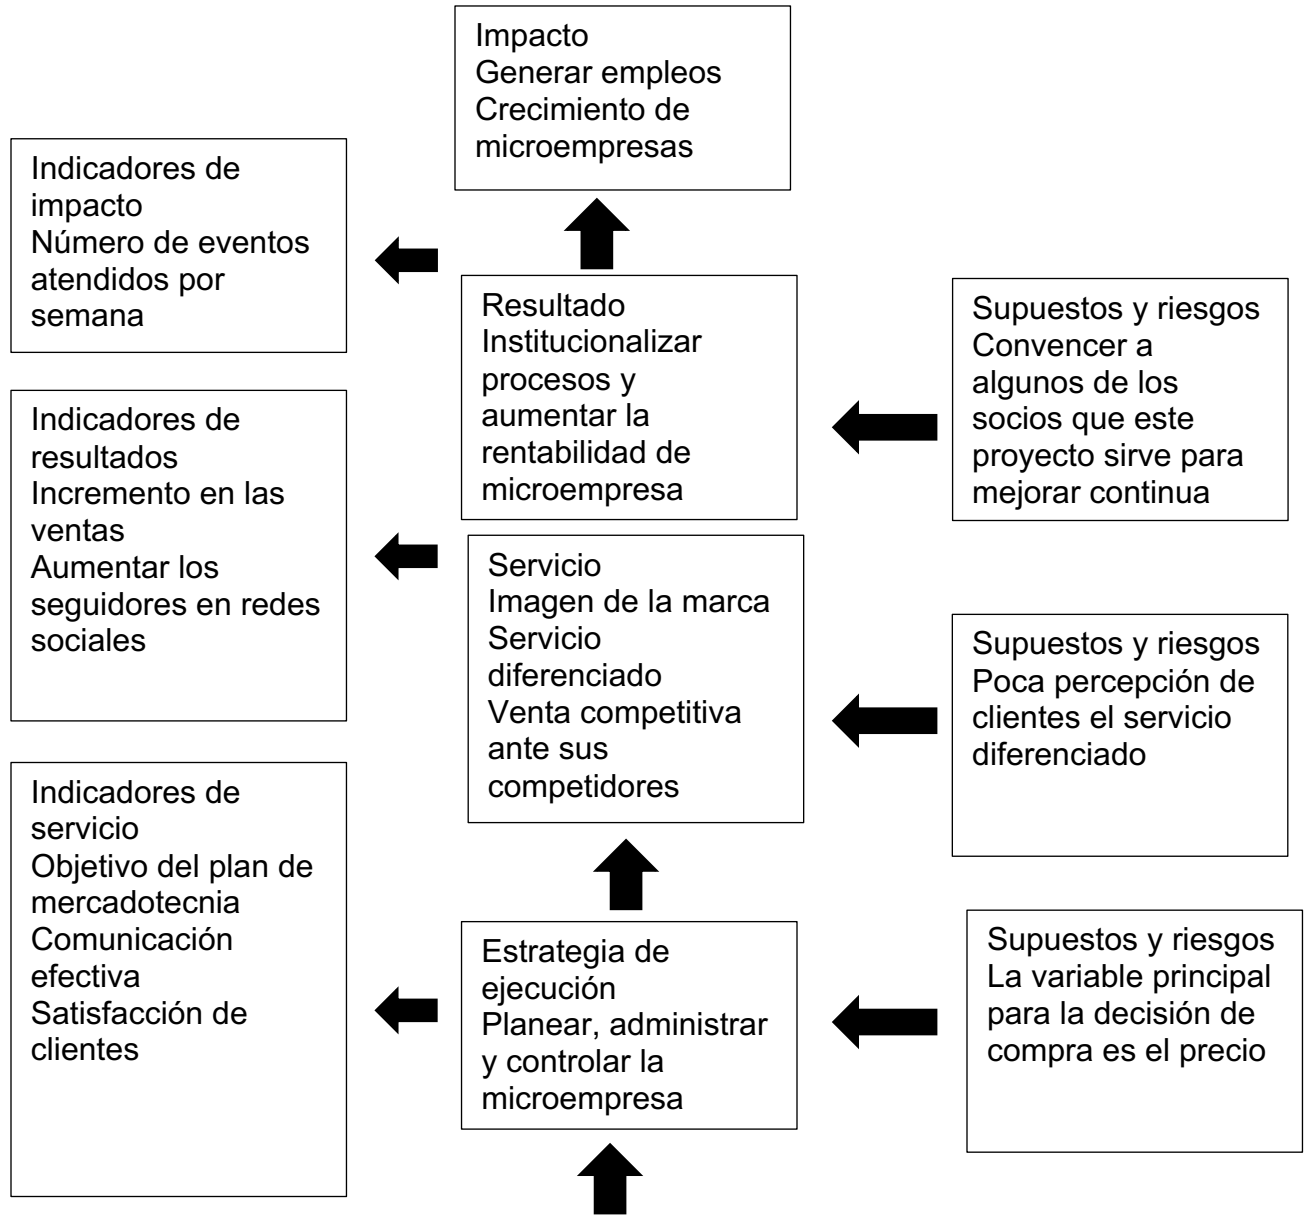 Impacto
Generar empleos
Crecimiento de
microempresas
Indicadores de
impacto
Número de eventos
atendidos por
semana
Resultado
Institucionalizar
procesos y
aumentar la
rentabilidad de
microempresa
Supuestos y riesgos
Convencer a
algunos de los
socios que este
proyecto sirve para
mejorar continua
Indicadores de
resultados
Incremento en las
ventas
Aumentar los
seguidores en redes
sociales
Servicio
Imagen de la marca
Servicio
diferenciado
Venta competitiva
ante sus
competidores
Supuestos y riesgos
Poca percepción de
clientes el servicio
diferenciado
Indicadores de
servicio
Objetivo del plan de
mercadotecnia
Comunicación
efectiva
Satisfacción de
clientes
Estrategia de
ejecución
Planear, administrar
y controlar la
microempresa
Supuestos y riesgos
La variable principal
para la decisión de
compra es el precio